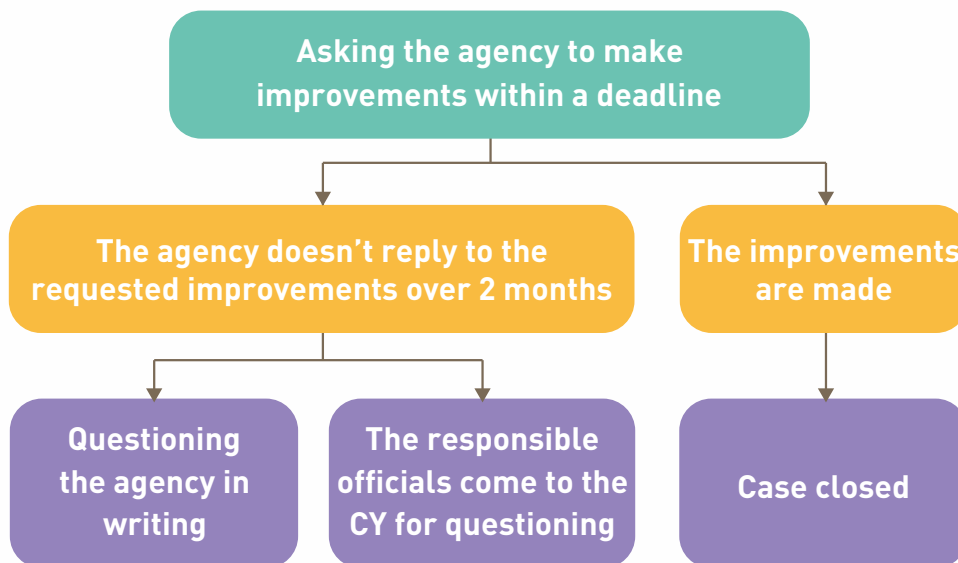 Asking the agency to make
improvements within a deadline
The agency doesn’t reply to the
requested improvements over 2 months
The improvements
are made
Questioning
the agency in
writing
The responsible
officials come to the
CY for questioning
Case closed